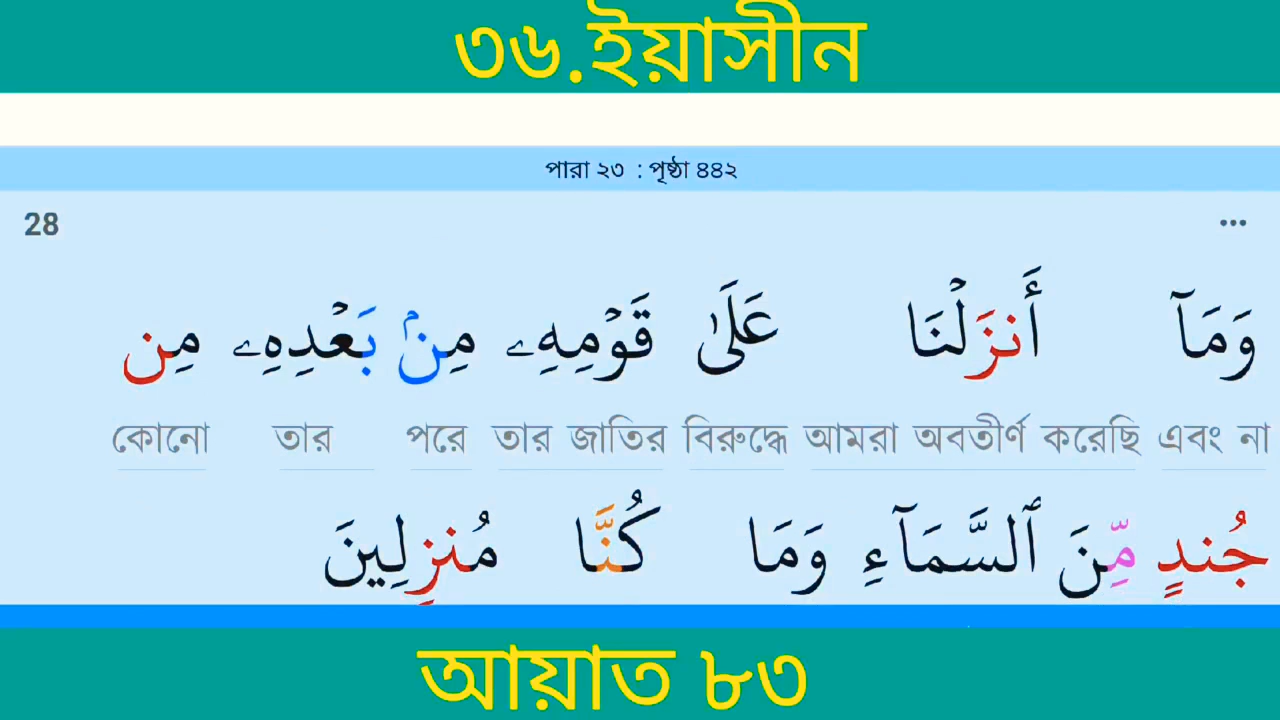 ৩৬.ইয়াসীন
পারা ২৩ : পৃষ্ঠা ৪৪২
28
...
وَمَآ أَنزَلْنَا عَلَىٰ قَوْمِهِۦ مِنۢ بَعْدِهِۦ مِن
কোনো তার পরে তার জাতির বিরুদ্ধে আমরা অবতীর্ণ করেছি এবং না
جُندٍ مِّنَ ٱلسَّمَآءِ وَمَا كُنَّا مُنزِلِينَ
আয়াত ৮৩